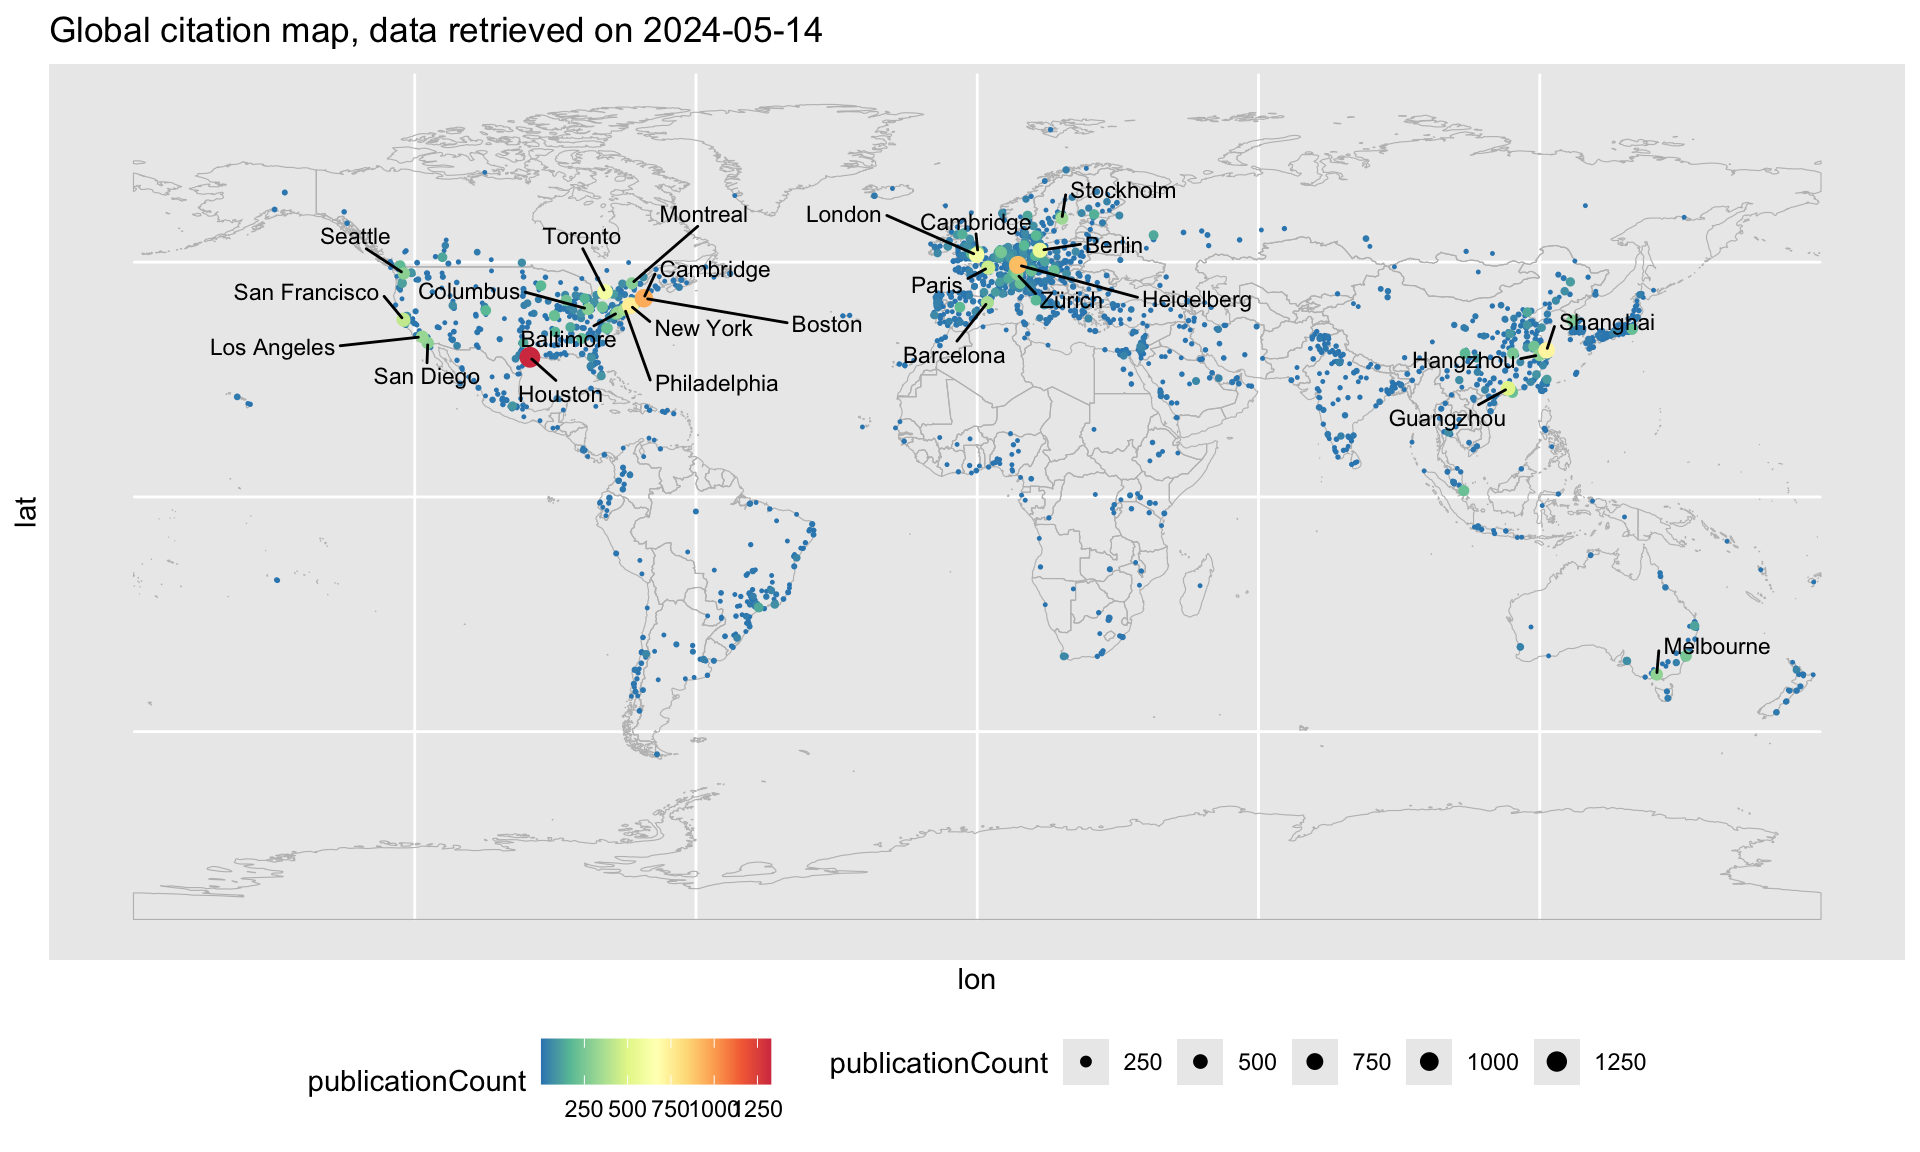 Global citation map, data retrieved on 2024-05-14
Stockholm
Montreal
London
Cambridge
Seattle
Toronto
Berlin
Cambridge
Paris
San Francisco
Columbus
Zürich
Heidelberg
Boston
New York
Shanghai
Baltimore
Los Angeles
Barcelona
Hangzhou
San Diego
Philadelphia
Houston
Guangzhou
lat
Melbourne
lon
publicationCount
250 500 750 1000 1250
publicationCount
250 500 750 1000 1250